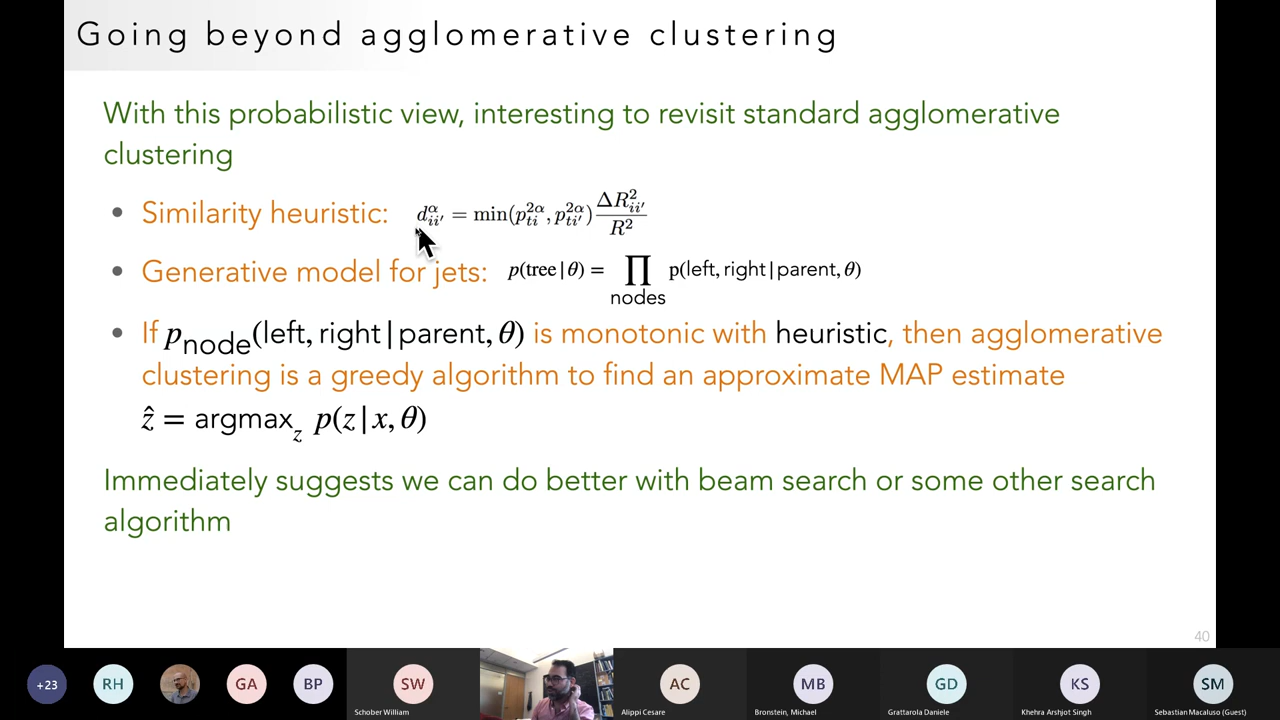 Going beyond agglomerative clustering
With this probabilistic view, interesting to revisit standard agglomerative
clustering
• Similarity heuristic: d^α_{ii′} = min(p^{2α}_{ti}, p^{2α}_{ti′}) ΔR²_{ii′} / R²
• Generative model for jets: p(tree | θ) = ∏_{nodes} p(left, right | parent, θ)
• If p_{node}(left, right | parent, θ) is monotonic with heuristic, then agglomerative
clustering is a greedy algorithm to find an approximate MAP estimate
ẑ = argmax_z p(z | x, θ)
Immediately suggests we can do better with beam search or some other search
algorithm
40
+23 RH GA BP SW AC MB GD KS SM
Schober William Alippi Cesare Bronstein, Michael Grattarola Daniele Khehra Arshjot Singh Sebastian Macaluso (Guest)